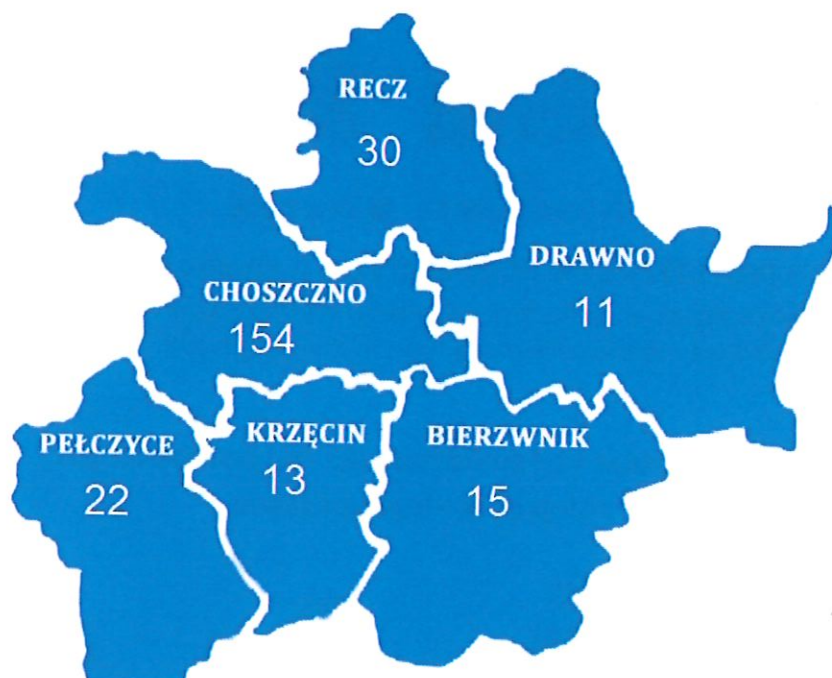 RECZ
30
DRAWNO
11
CHOSZCZNO
154
PEŁCZYCE
22
KRZĘCIN
13
BIERZWNIK
15